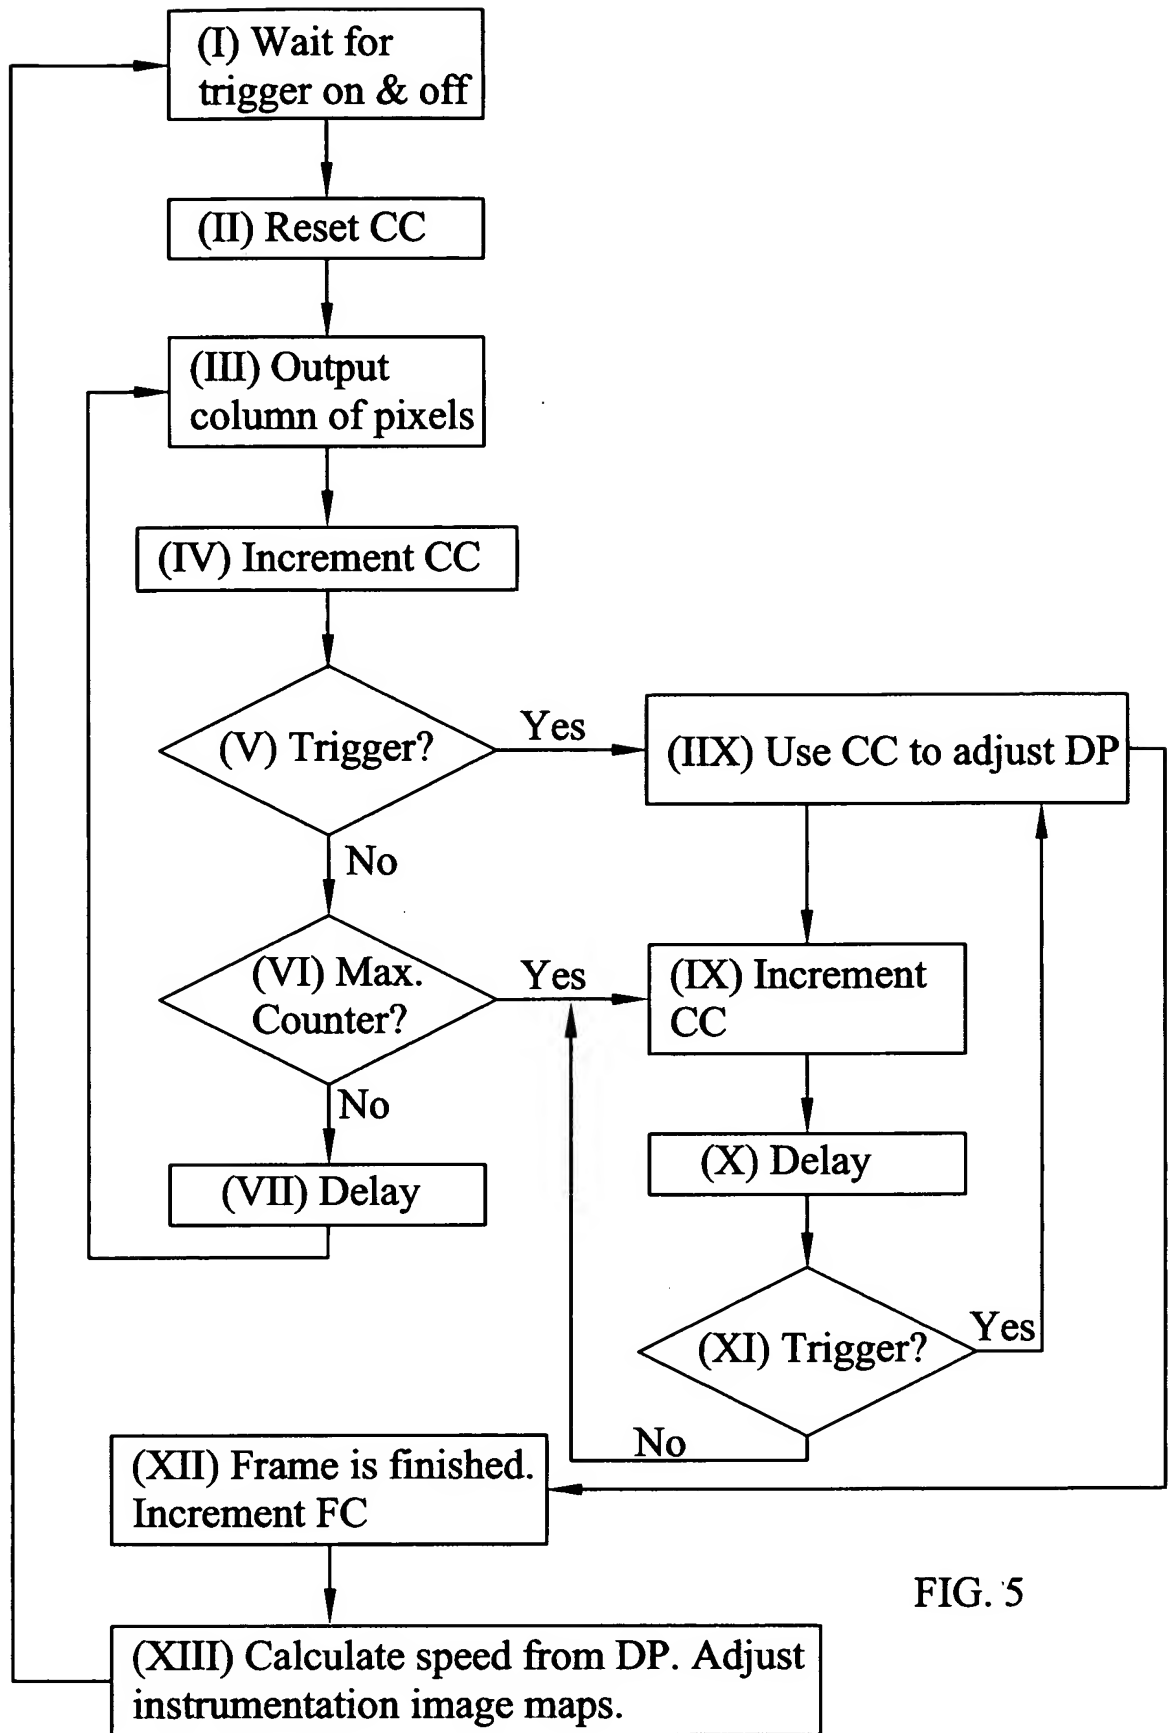 (I) Wait for
trigger on & off
(II) Reset CC
(III) Output
column of pixels
(IV) Increment CC
(V) Trigger?
Yes
(IIX) Use CC to adjust DP
No
(VI) Max.
Counter?
Yes
(IX) Increment
CC
No
(VII) Delay
(X) Delay
(XI) Trigger?
Yes
No
(XII) Frame is finished.
Increment FC
(XIII) Calculate speed from DP. Adjust
instrumentation image maps.
FIG. 5